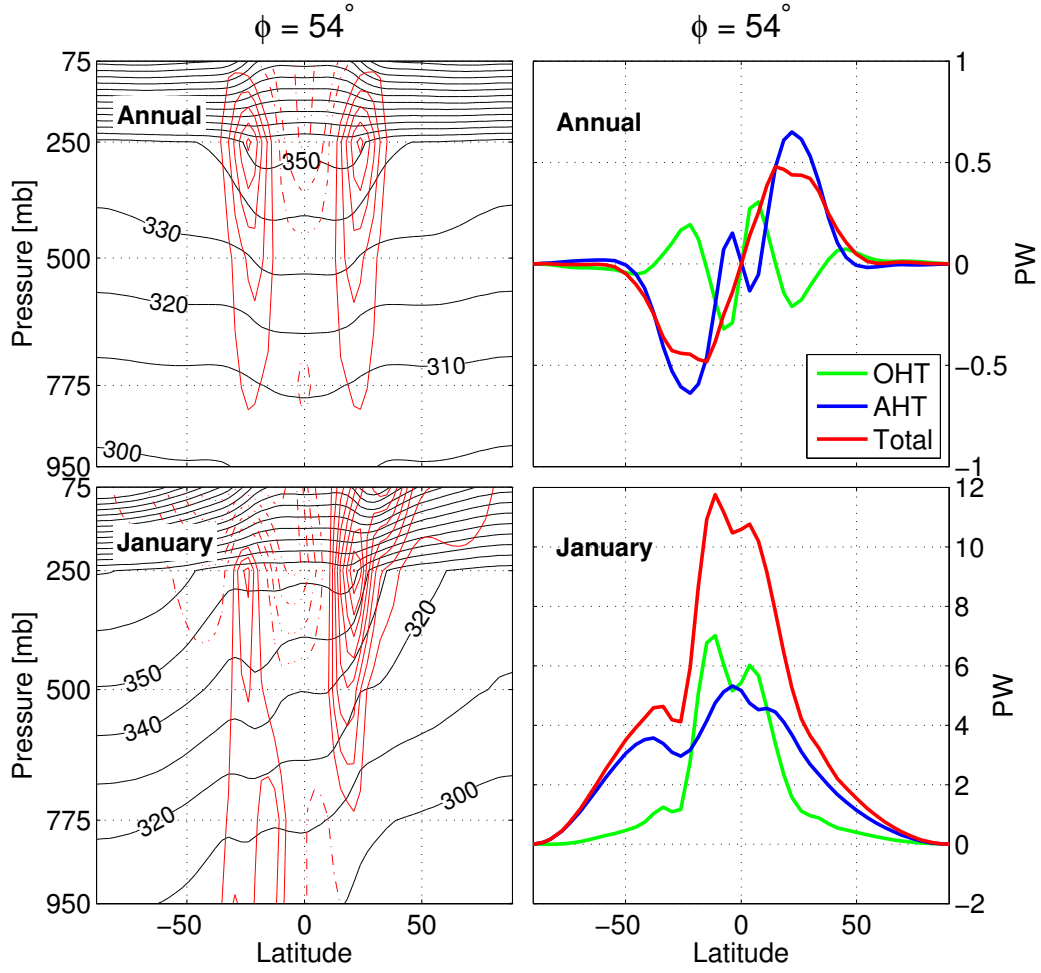 ϕ = 54°
ϕ = 54°
75
250
500
775
950
Pressure [mb]
Annual
350
330
320
310
300
Annual
1
0.5
0
−0.5
−1
PW
OHT
AHT
Total
75
250
500
775
950
Pressure [mb]
January
320
350
340
320
300
−50
0
50
Latitude
January
12
10
8
6
4
2
0
−2
PW
−50
0
50
Latitude